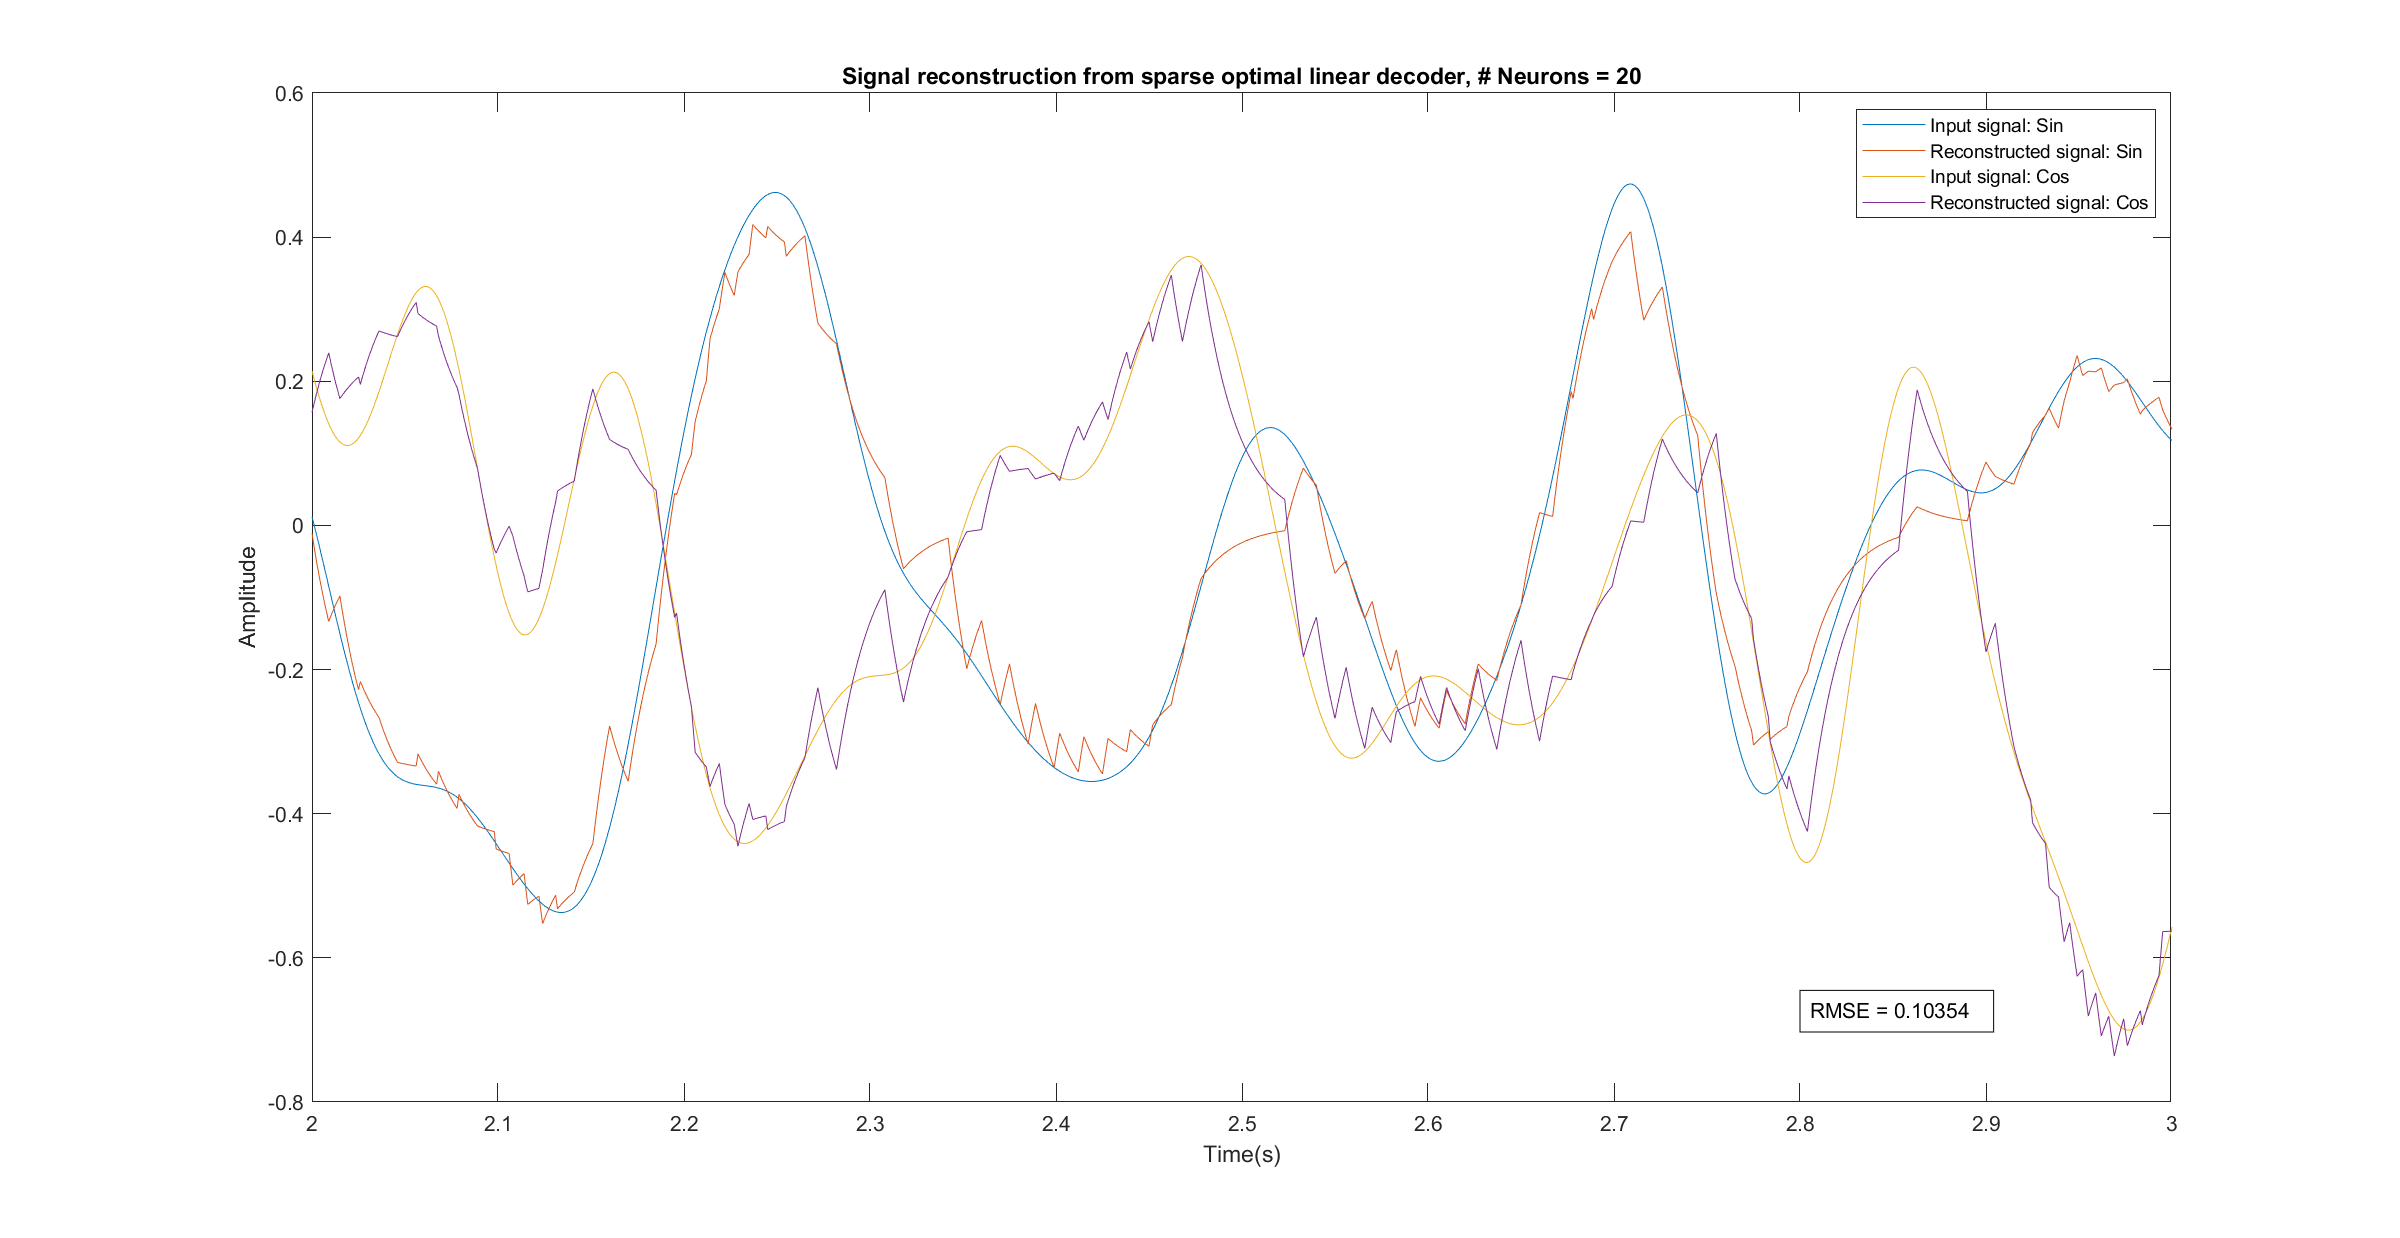 Signal reconstruction from sparse optimal linear decoder, # Neurons = 20
Input signal: Sin
Reconstructed signal: Sin
Input signal: Cos
Reconstructed signal: Cos
0.6
0.4
0.2
0
-0.2
-0.4
-0.6
-0.8
Amplitude
RMSE = 0.10354
2 2.1 2.2 2.3 2.4 2.5 2.6 2.7 2.8 2.9 3
Time(s)